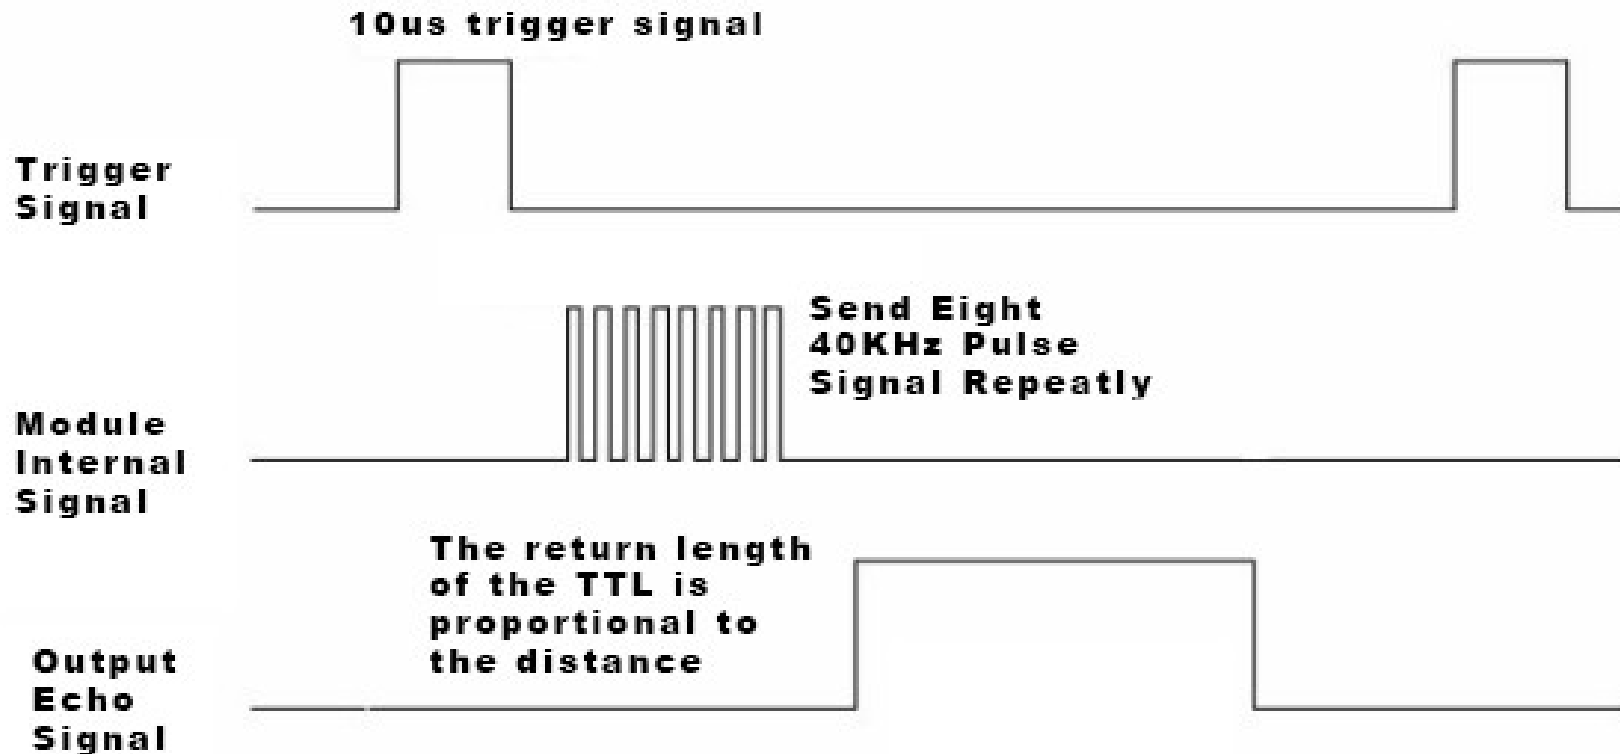 10us trigger signal
Trigger
Signal
Send Eight
40KHz Pulse
Signal Repeatly
Module
Internal
Signal
The return length
of the TTL is
proportional to
the distance
Output
Echo
Signal